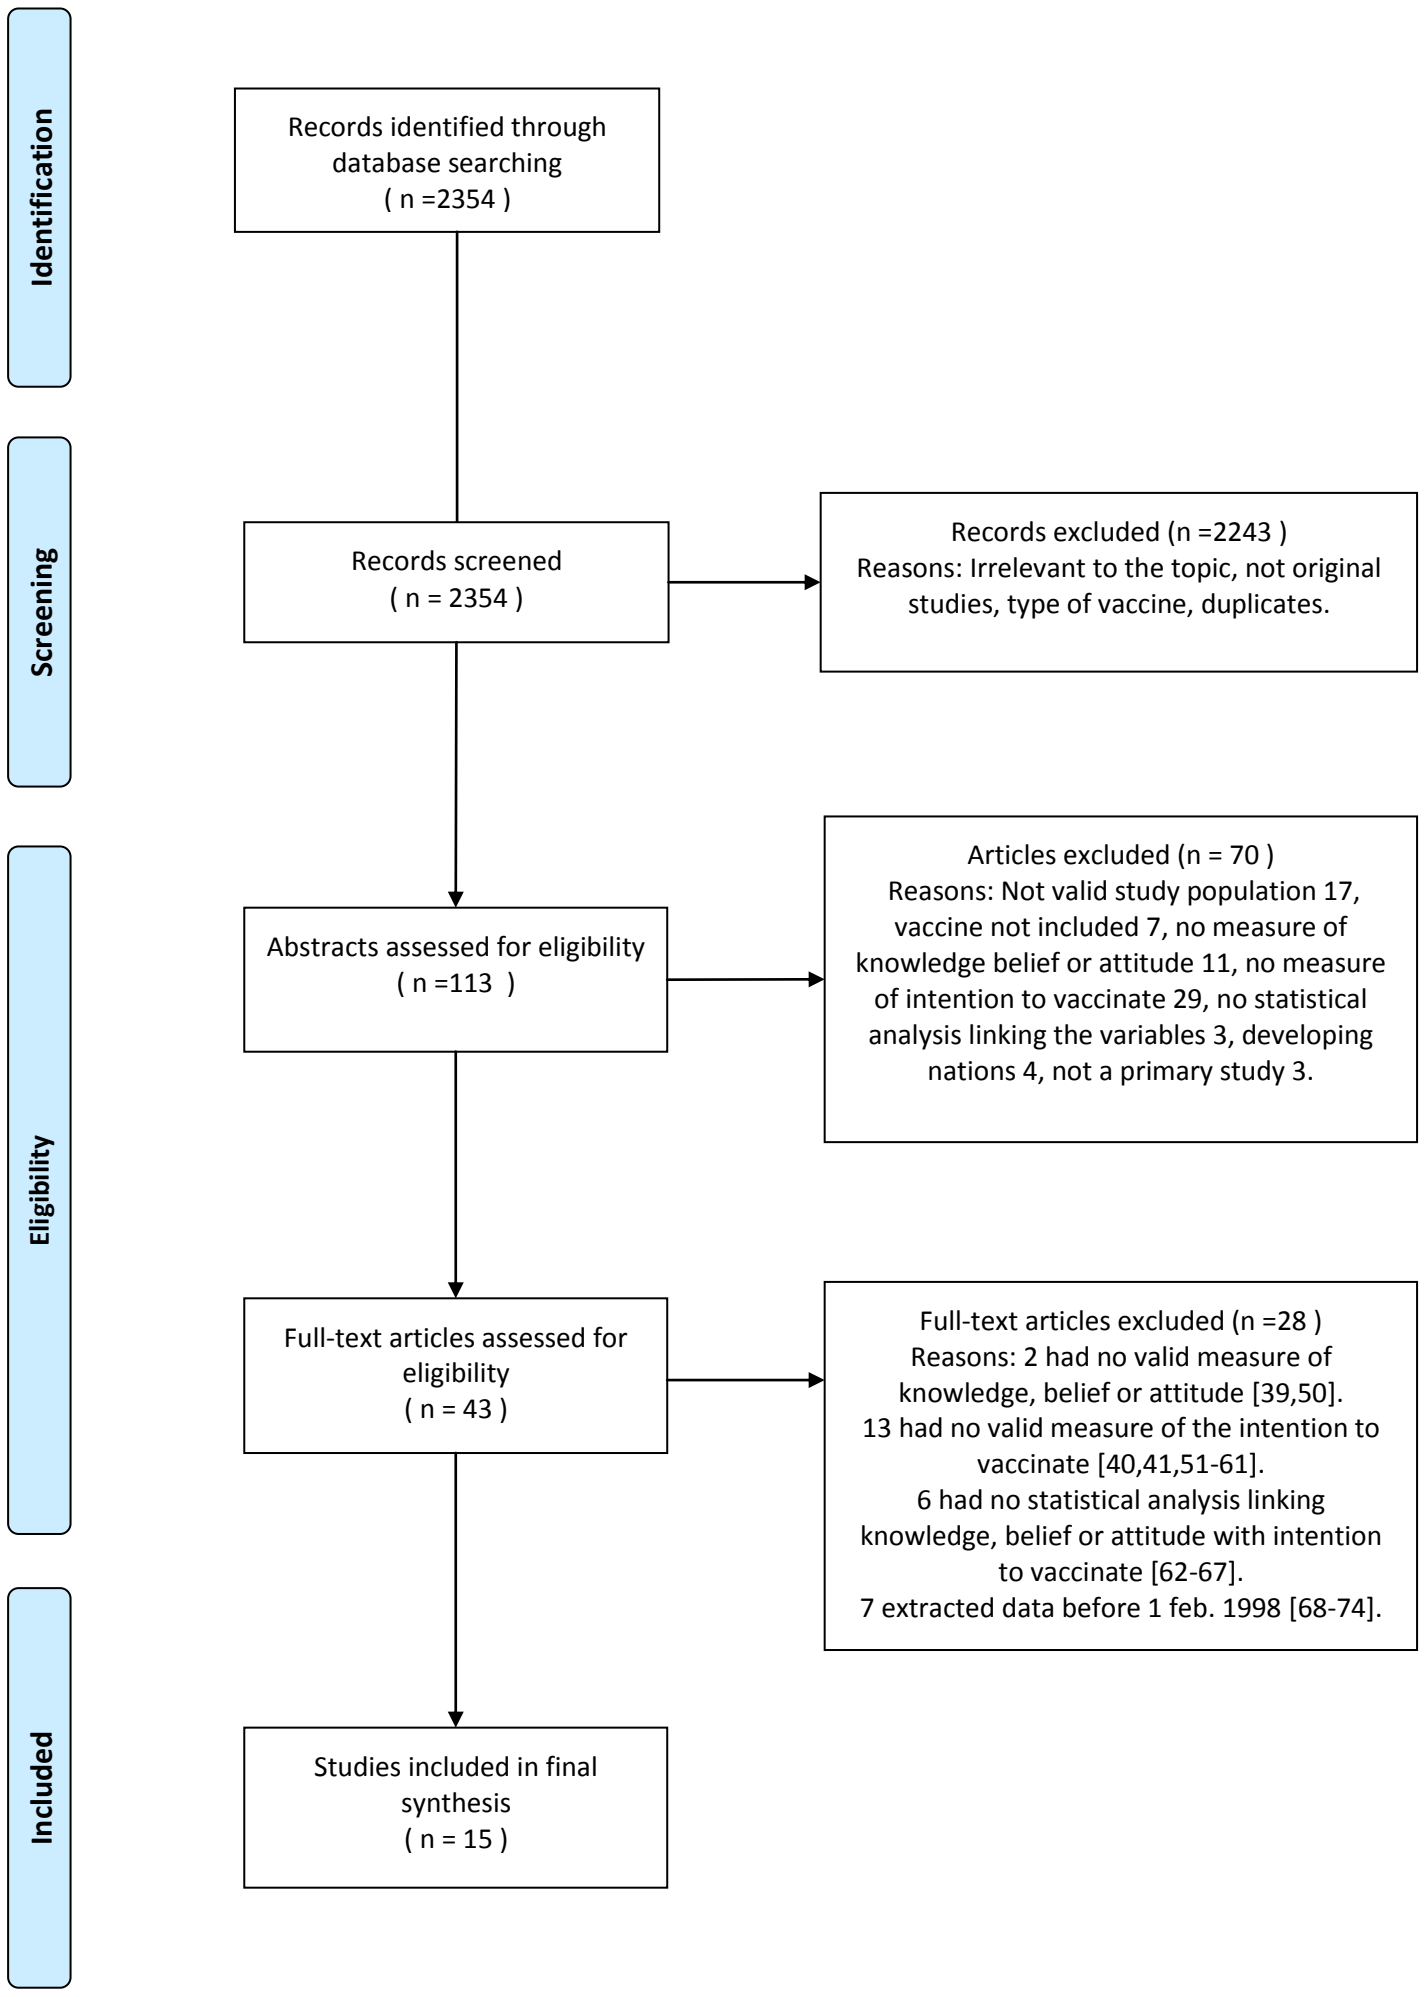 Identification
Records identified through
database searching
( n =2354 )
Screening
Records screened
( n = 2354 )
Records excluded (n =2243 )
Reasons: Irrelevant to the topic, not original
studies, type of vaccine, duplicates.
Eligibility
Abstracts assessed for eligibility
( n =113 )
Articles excluded (n = 70 )
Reasons: Not valid study population 17,
vaccine not included 7, no measure of
knowledge belief or attitude 11, no measure
of intention to vaccinate 29, no statistical
analysis linking the variables 3, developing
nations 4, not a primary study 3.
Full-text articles assessed for
eligibility
( n = 43 )
Full-text articles excluded (n =28 )
Reasons: 2 had no valid measure of
knowledge, belief or attitude [39,50].
13 had no valid measure of the intention to
vaccinate [40,41,51-61].
6 had no statistical analysis linking
knowledge, belief or attitude with intention
to vaccinate [62-67].
7 extracted data before 1 feb. 1998 [68-74].
Included
Studies included in final
synthesis
( n = 15 )